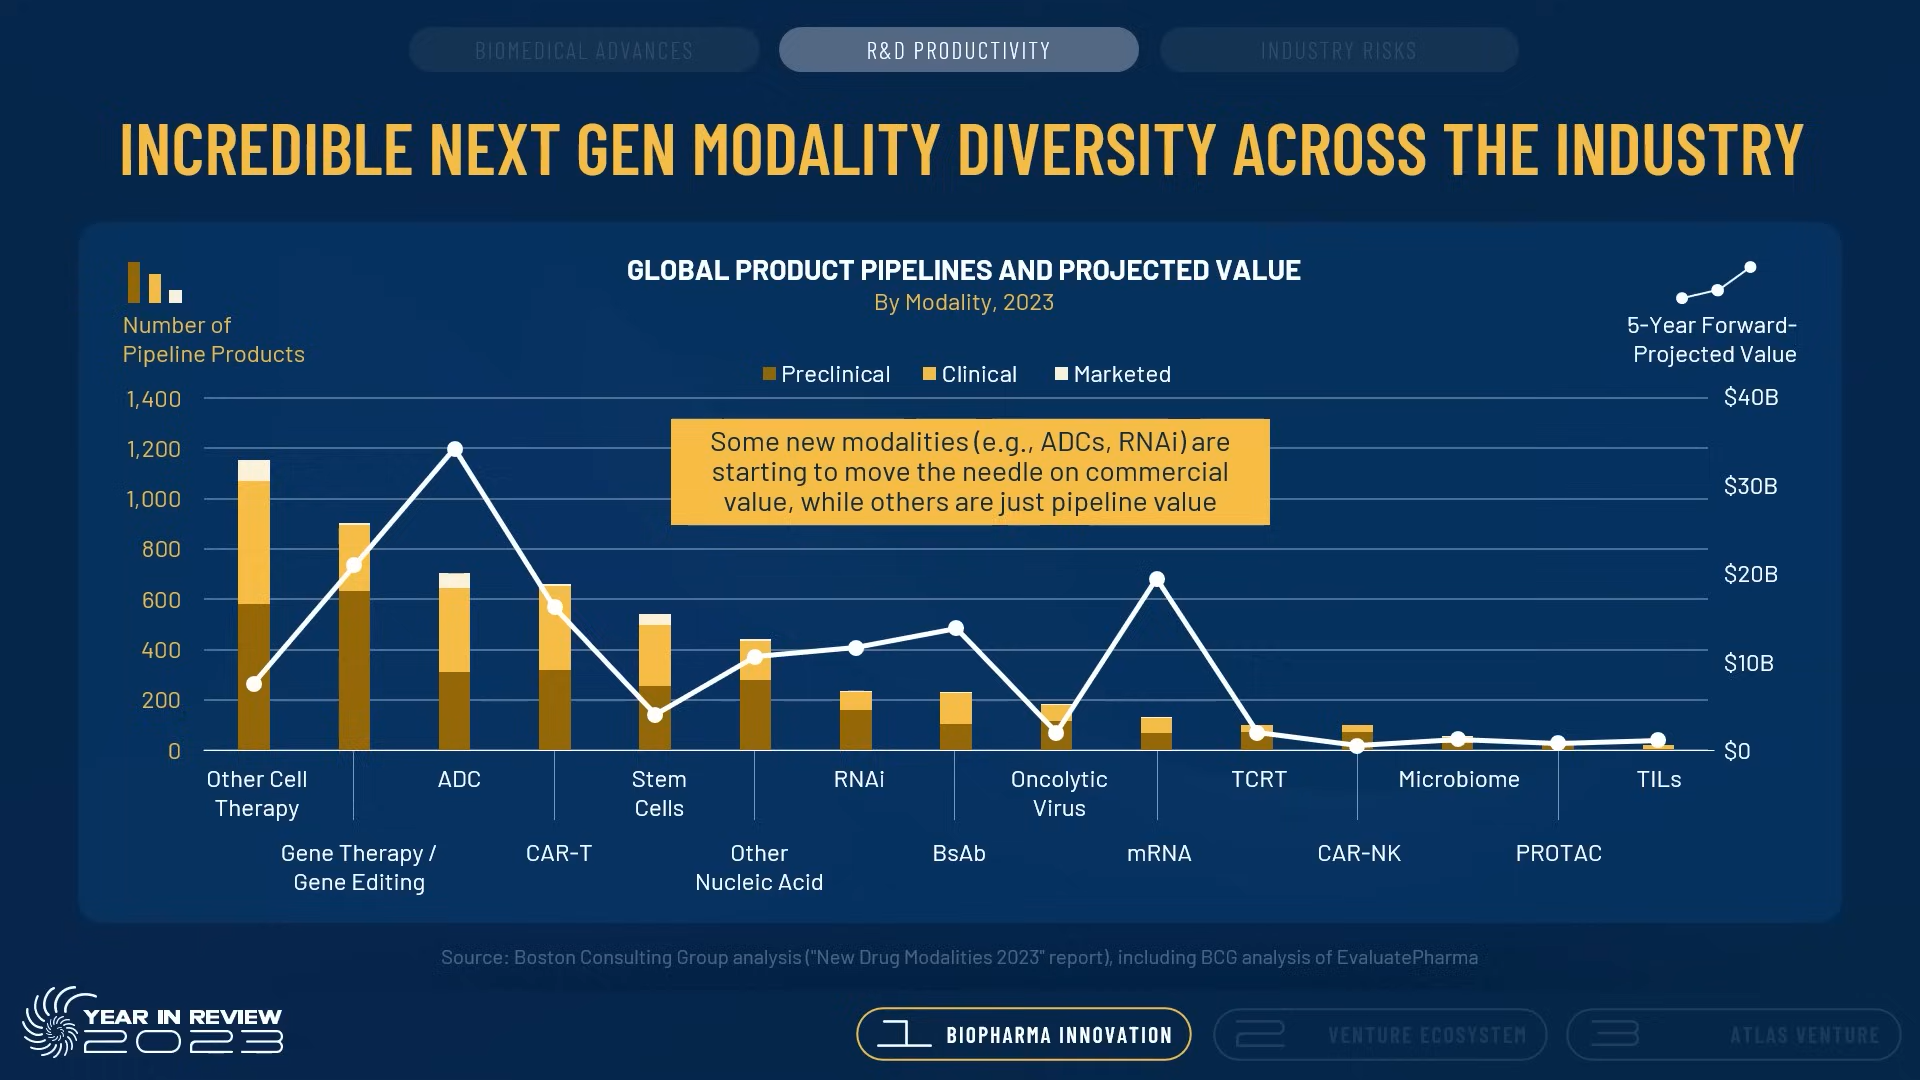 BIOMEDICAL ADVANCES
R&D PRODUCTIVITY
INDUSTRY RISKS
INCREDIBLE NEXT GEN MODALITY DIVERSITY ACROSS THE INDUSTRY
GLOBAL PRODUCT PIPELINES AND PROJECTED VALUE
By Modality, 2023
Number of
Pipeline Products
5-Year Forward-
Projected Value
Preclinical
Clinical
Marketed
1,400
1,200
1,000
800
600
400
200
0
Some new modalities (e.g., ADCs, RNAi) are
starting to move the needle on commercial
value, while others are just pipeline value
$40B
$30B
$20B
$10B
$0
Other Cell
Therapy
Gene Therapy /
Gene Editing
ADC
CAR-T
Stem
Cells
Other
Nucleic Acid
RNAi
BsAb
Oncolytic
Virus
mRNA
TCRT
CAR-NK
Microbiome
PROTAC
TILs
Source: Boston Consulting Group analysis ("New Drug Modalities 2023" report), including BCG analysis of EvaluatePharma
YEAR IN REVIEW
2023
1 BIOPHARMA INNOVATION
2 VENTURE ECOSYSTEM
3 ATLAS VENTURE